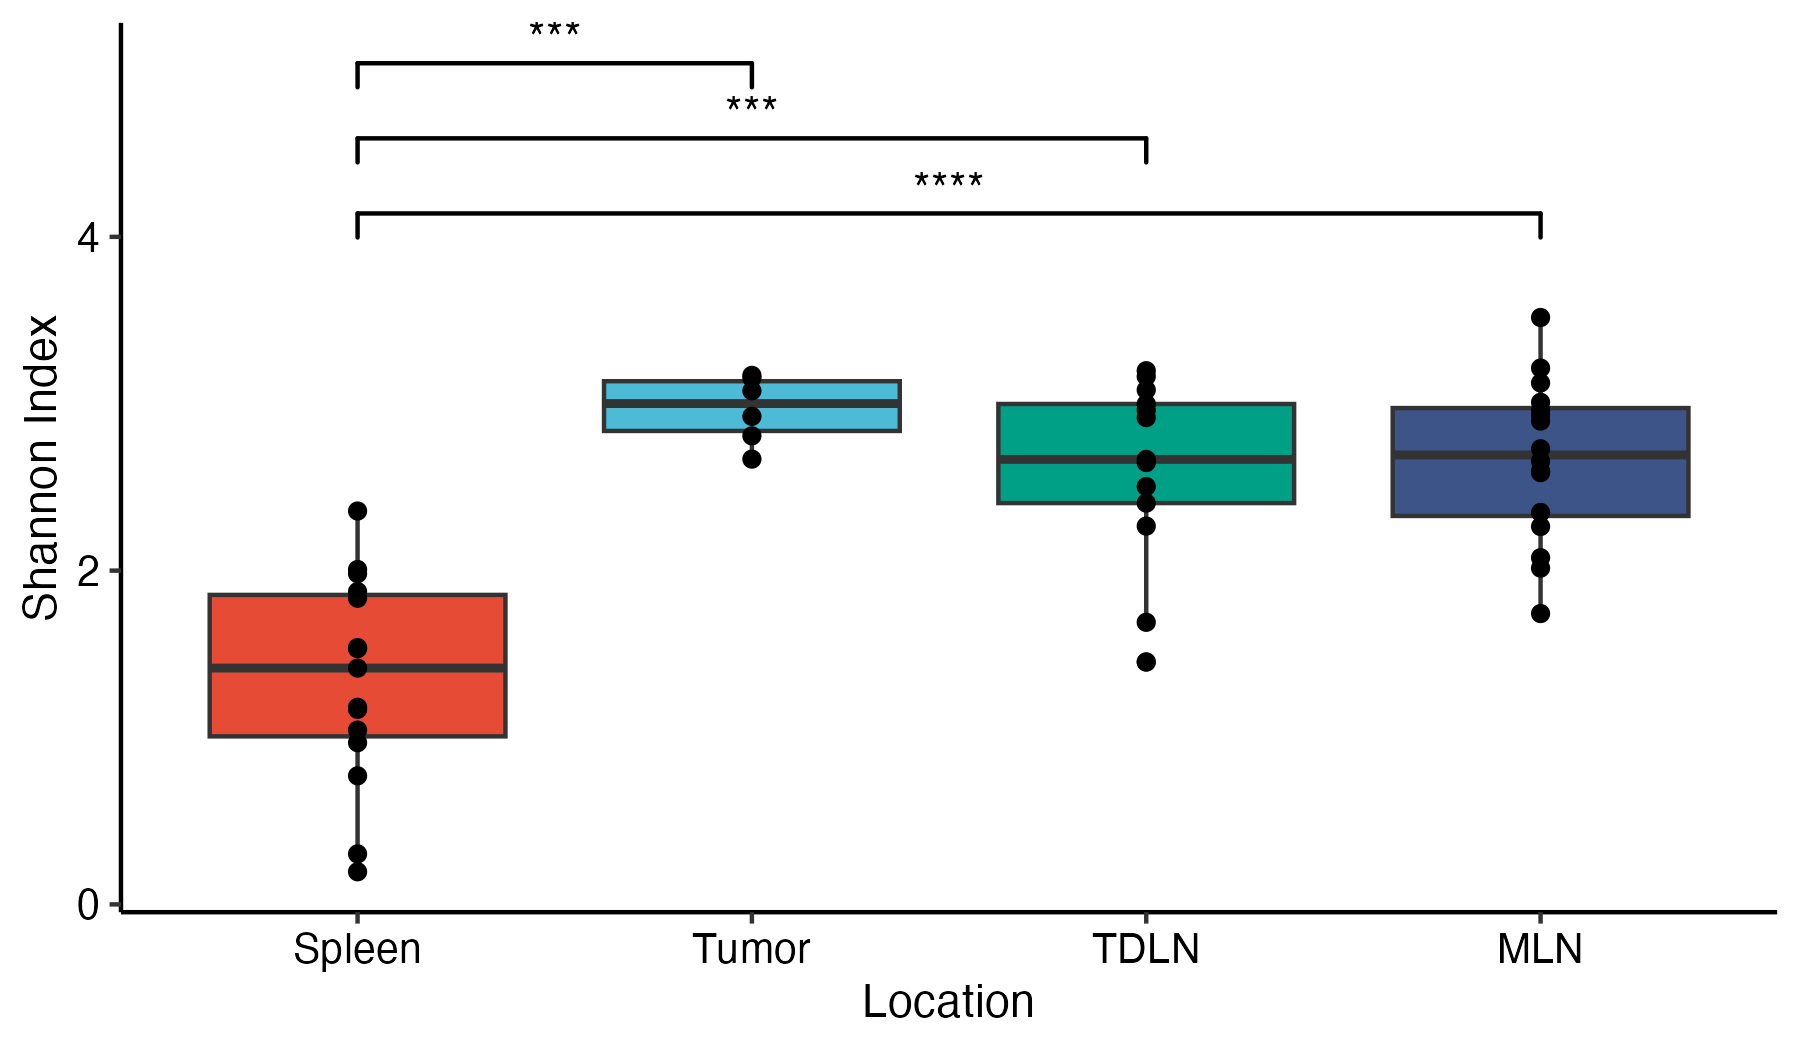 ***
***
****
4
2
0
Shannon Index
Spleen Tumor TDLN MLN
Location